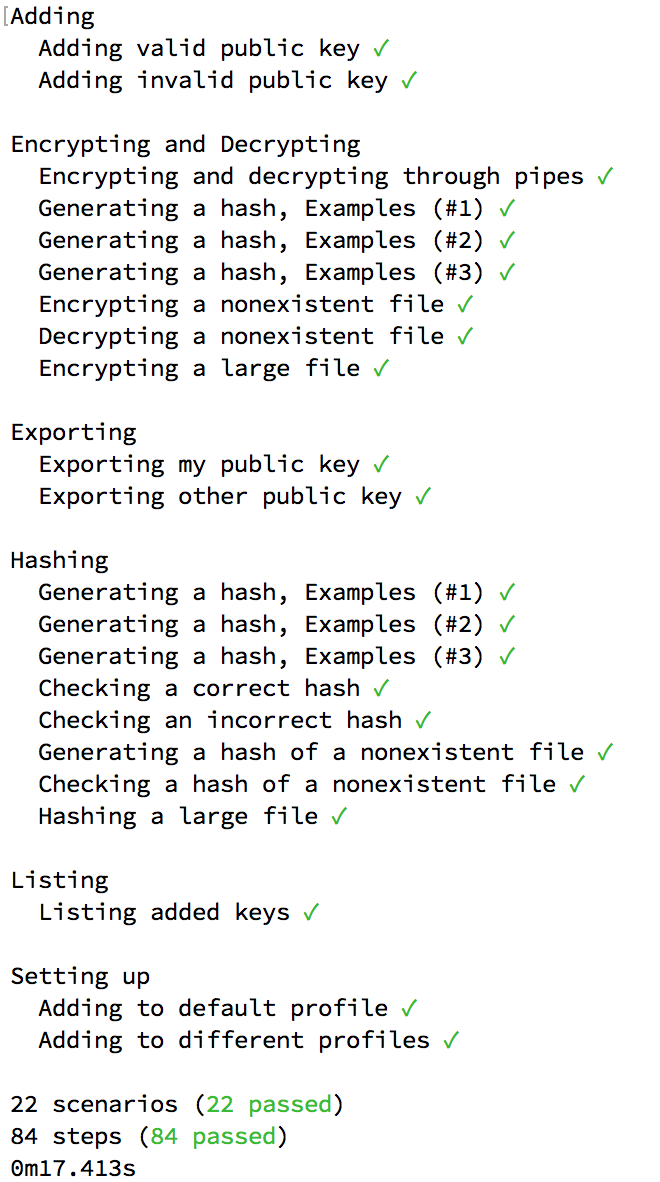 Adding
Adding valid public key ✓
Adding invalid public key ✓
Encrypting and Decrypting
Encrypting and decrypting through pipes ✓
Generating a hash, Examples (#1) ✓
Generating a hash, Examples (#2) ✓
Generating a hash, Examples (#3) ✓
Encrypting a nonexistent file ✓
Decrypting a nonexistent file ✓
Encrypting a large file ✓
Exporting
Exporting my public key ✓
Exporting other public key ✓
Hashing
Generating a hash, Examples (#1) ✓
Generating a hash, Examples (#2) ✓
Generating a hash, Examples (#3) ✓
Checking a correct hash ✓
Checking an incorrect hash ✓
Generating a hash of a nonexistent file ✓
Checking a hash of a nonexistent file ✓
Hashing a large file ✓
Listing
Listing added keys ✓
Setting up
Adding to default profile ✓
Adding to different profiles ✓
22 scenarios (22 passed)
84 steps (84 passed)
0m17.413s